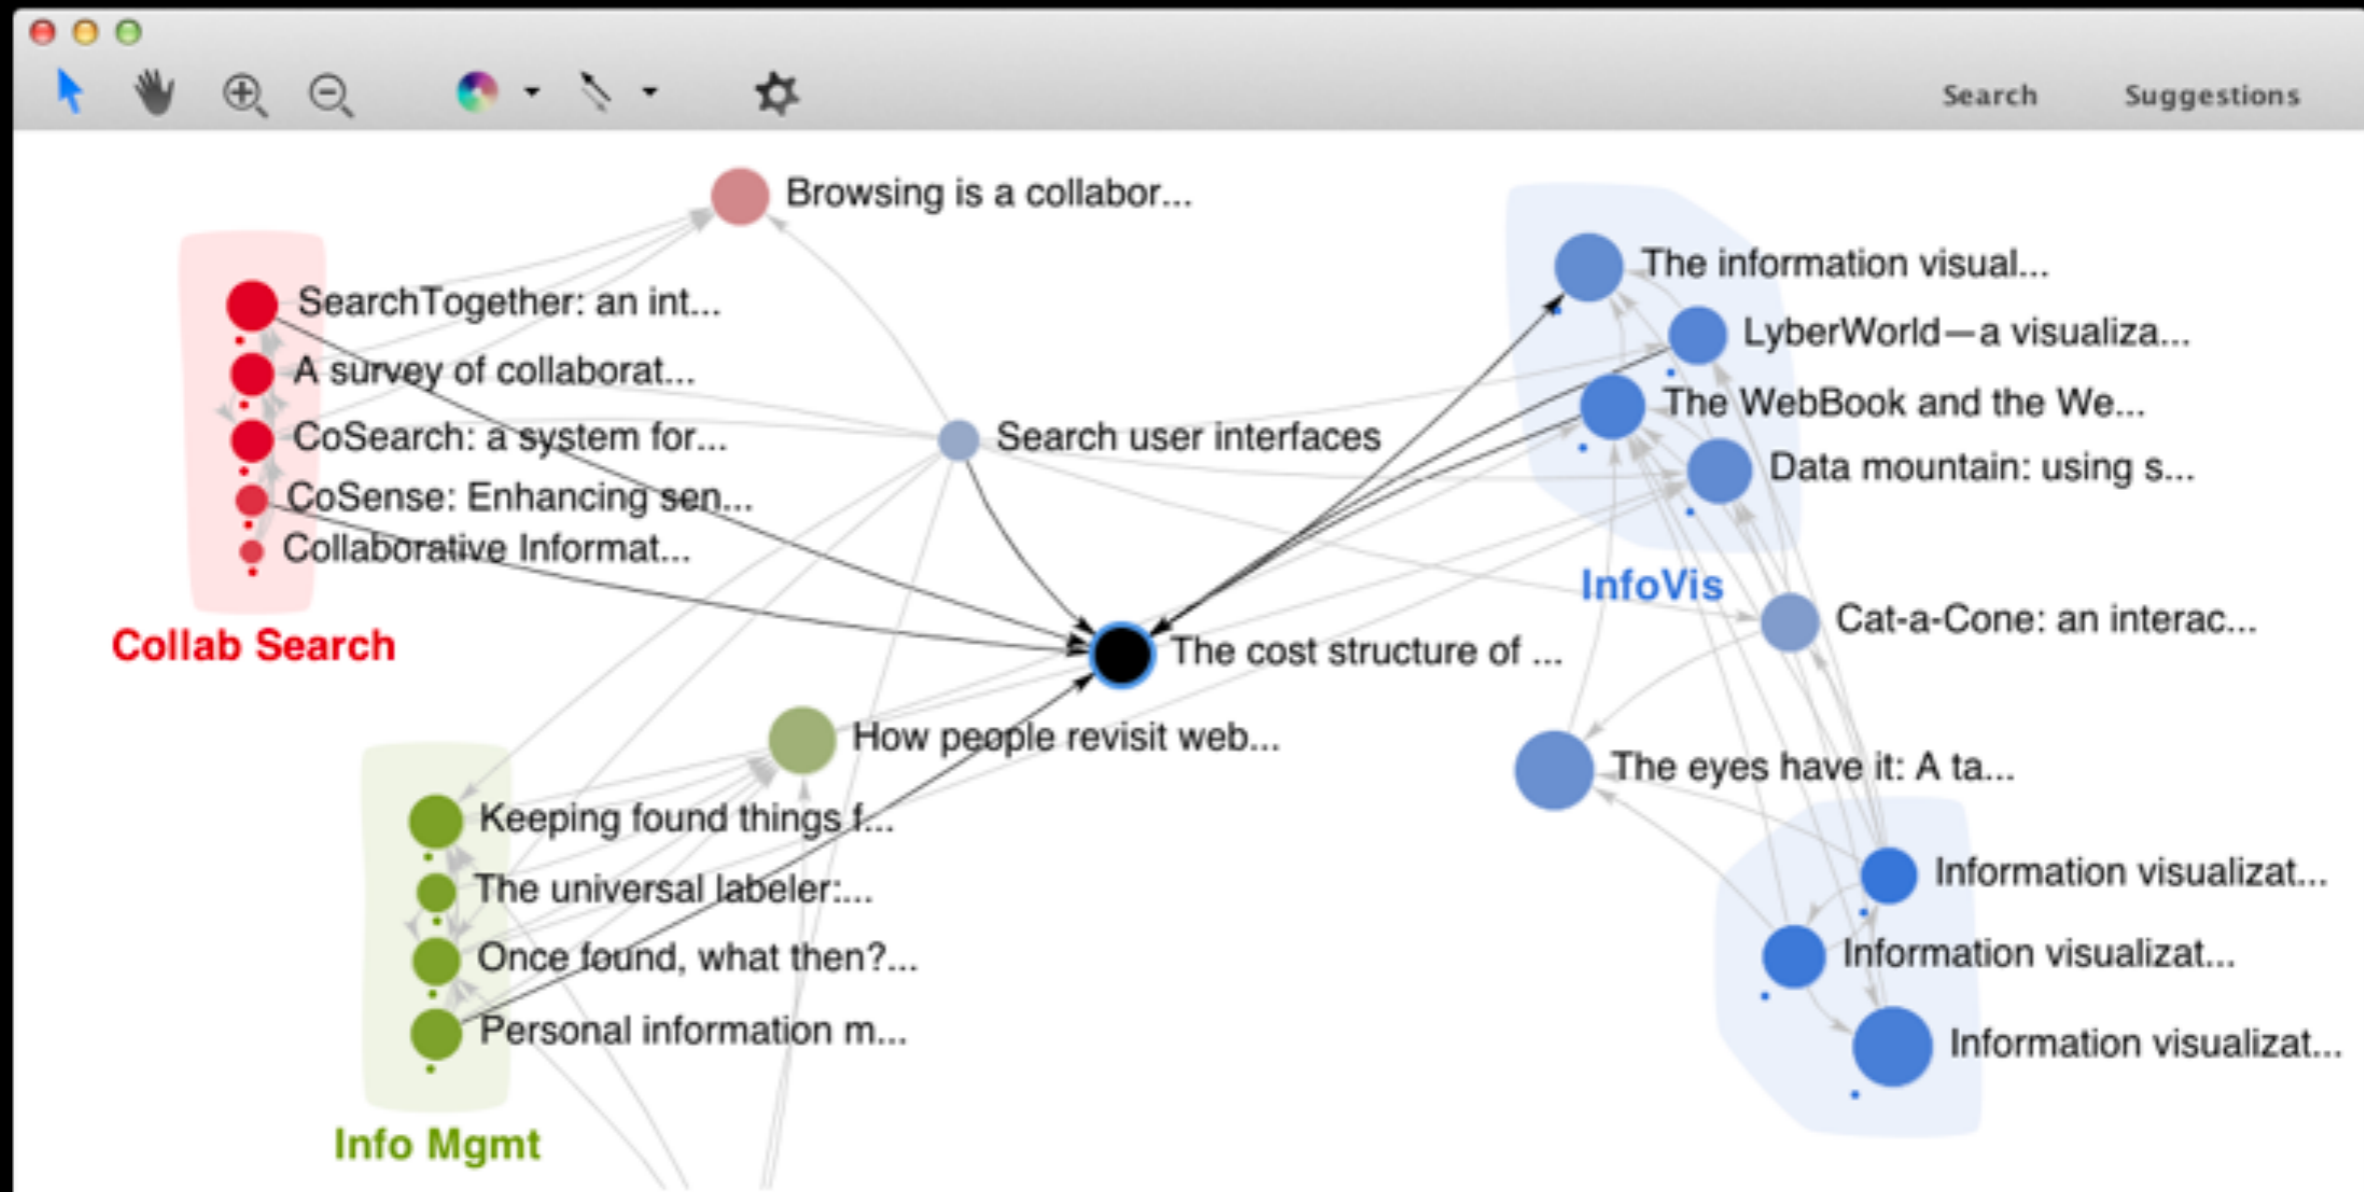 Search
Suggestions
Browsing is a collabor...
SearchTogether: an int...
A survey of collaborat...
CoSearch: a system for...
CoSense: Enhancing sen...
Collaborative Informat...
Collab Search
Search user interfaces
The information visual...
LyberWorld—a visualiza...
The WebBook and the We...
Data mountain: using s...
InfoVis
Cat-a-Cone: an interac...
The cost structure of ...
How people revisit web...
The eyes have it: A ta...
Keeping found things f...
The universal labeler:...
Once found, what then?...
Personal information m...
Info Mgmt
Information visualizat...
Information visualizat...
Information visualizat...